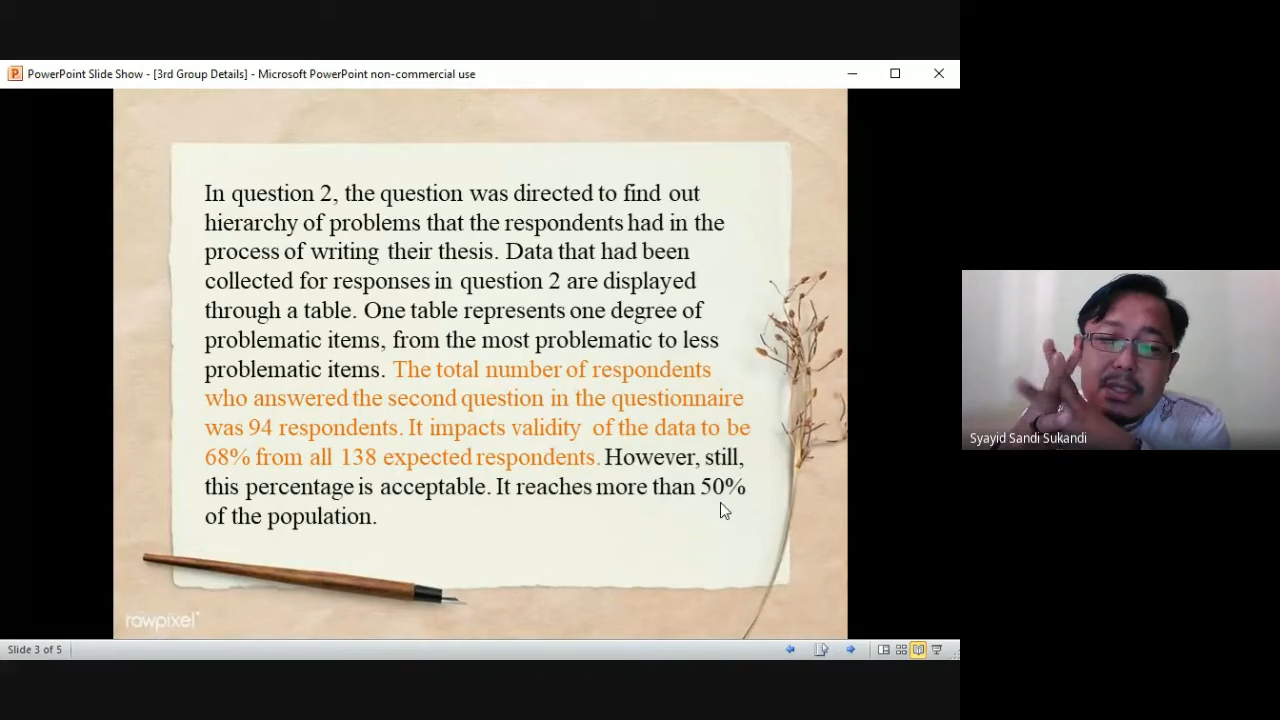 PowerPoint Slide Show - [3rd Group Details] - Microsoft PowerPoint non-commercial use
In question 2, the question was directed to find out
hierarchy of problems that the respondents had in the
process of writing their thesis. Data that had been
collected for responses in question 2 are displayed
through a table. One table represents one degree of
problematic items, from the most problematic to less
problematic items. The total number of respondents
who answered the second question in the questionnaire
was 94 respondents. It impacts validity of the data to be
68% from all 138 expected respondents. However, still,
this percentage is acceptable. It reaches more than 50%
of the population.
rawpixel
Slide 3 of 5
Syayid Sandi Sukandi